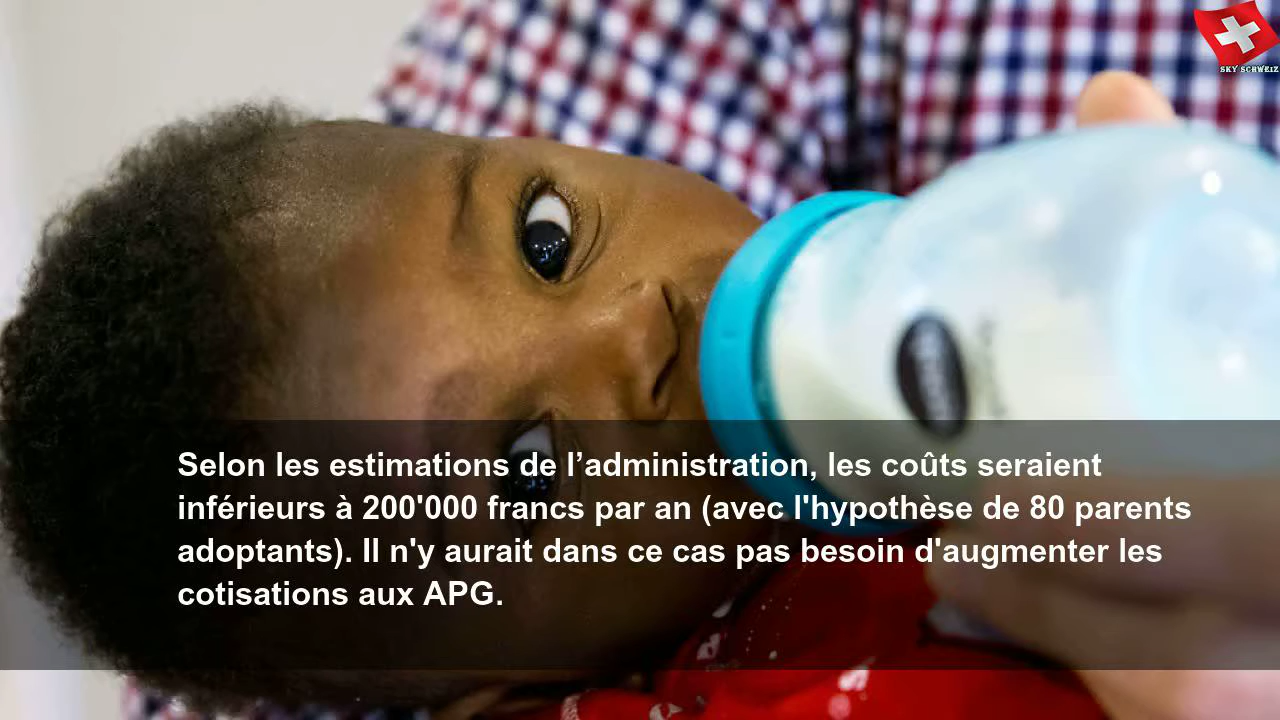 SKY SCHWEIZ
Selon les estimations de l’administration, les coûts seraient
inférieurs à 200'000 francs par an (avec l'hypothèse de 80 parents
adoptants). Il n'y aurait dans ce cas pas besoin d'augmenter les
cotisations aux APG.